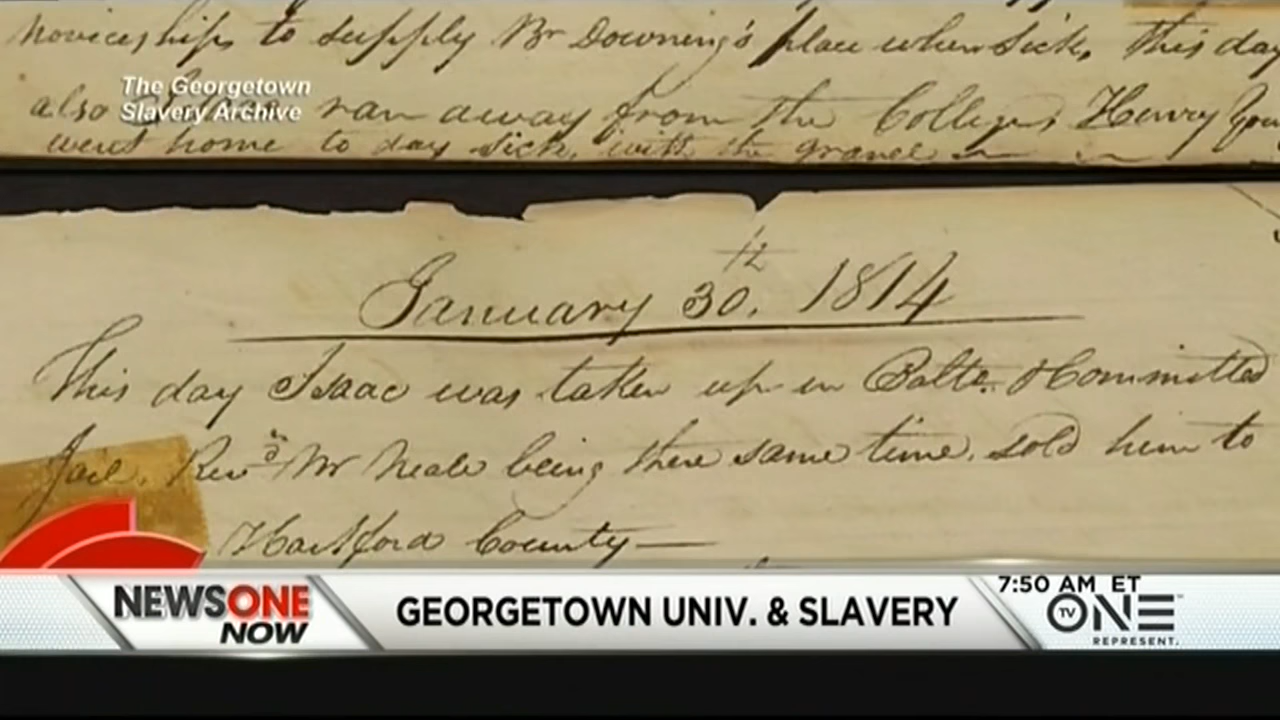 noviceship to supply Br Downing's place when sick. This day
The Georgetown
Slavery Archive
also ran away from the College, Henry
went home to day sick, with the gravel
January 30. 1814
This day Isaac was taken up in Balto. & Committed
Jail. Revd Mr Neale being there same time, sold him to
Hartford County—
NEWSONE
NOW
GEORGETOWN UNIV. & SLAVERY
7:50 AM ET
TV ONE
REPRESENT.